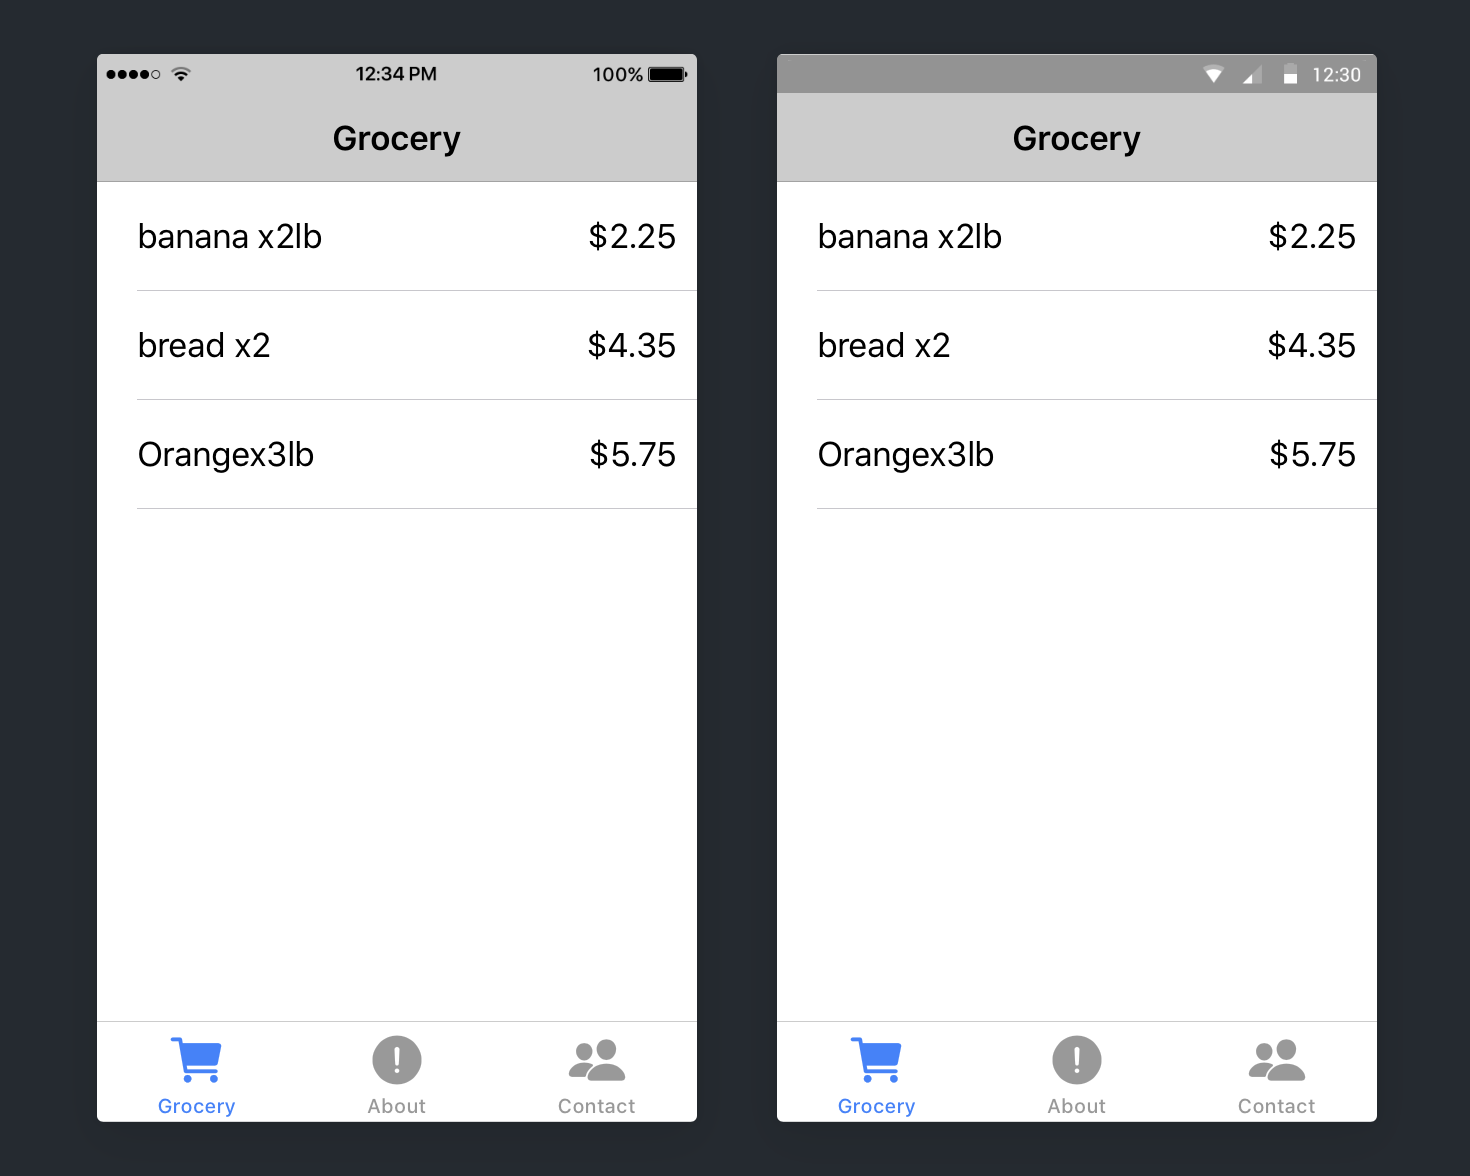 12:34 PM 100%
Grocery
banana x2lb $2.25
bread x2 $4.35
Orangex3lb $5.75
Grocery About Contact
12:30
Grocery
banana x2lb $2.25
bread x2 $4.35
Orangex3lb $5.75
Grocery About Contact